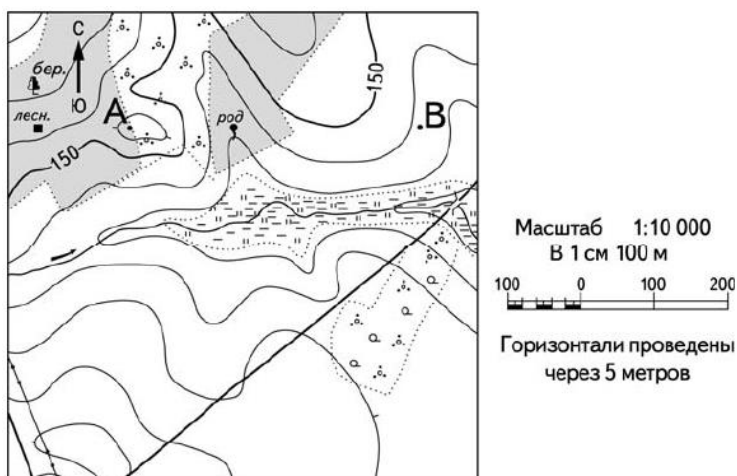 С
150
бер.
Ю
А
В
лесн.
род
150
Масштаб 1:10 000
В 1 см 100 м
100 0 100 200
Горизонтали проведены
через 5 метров